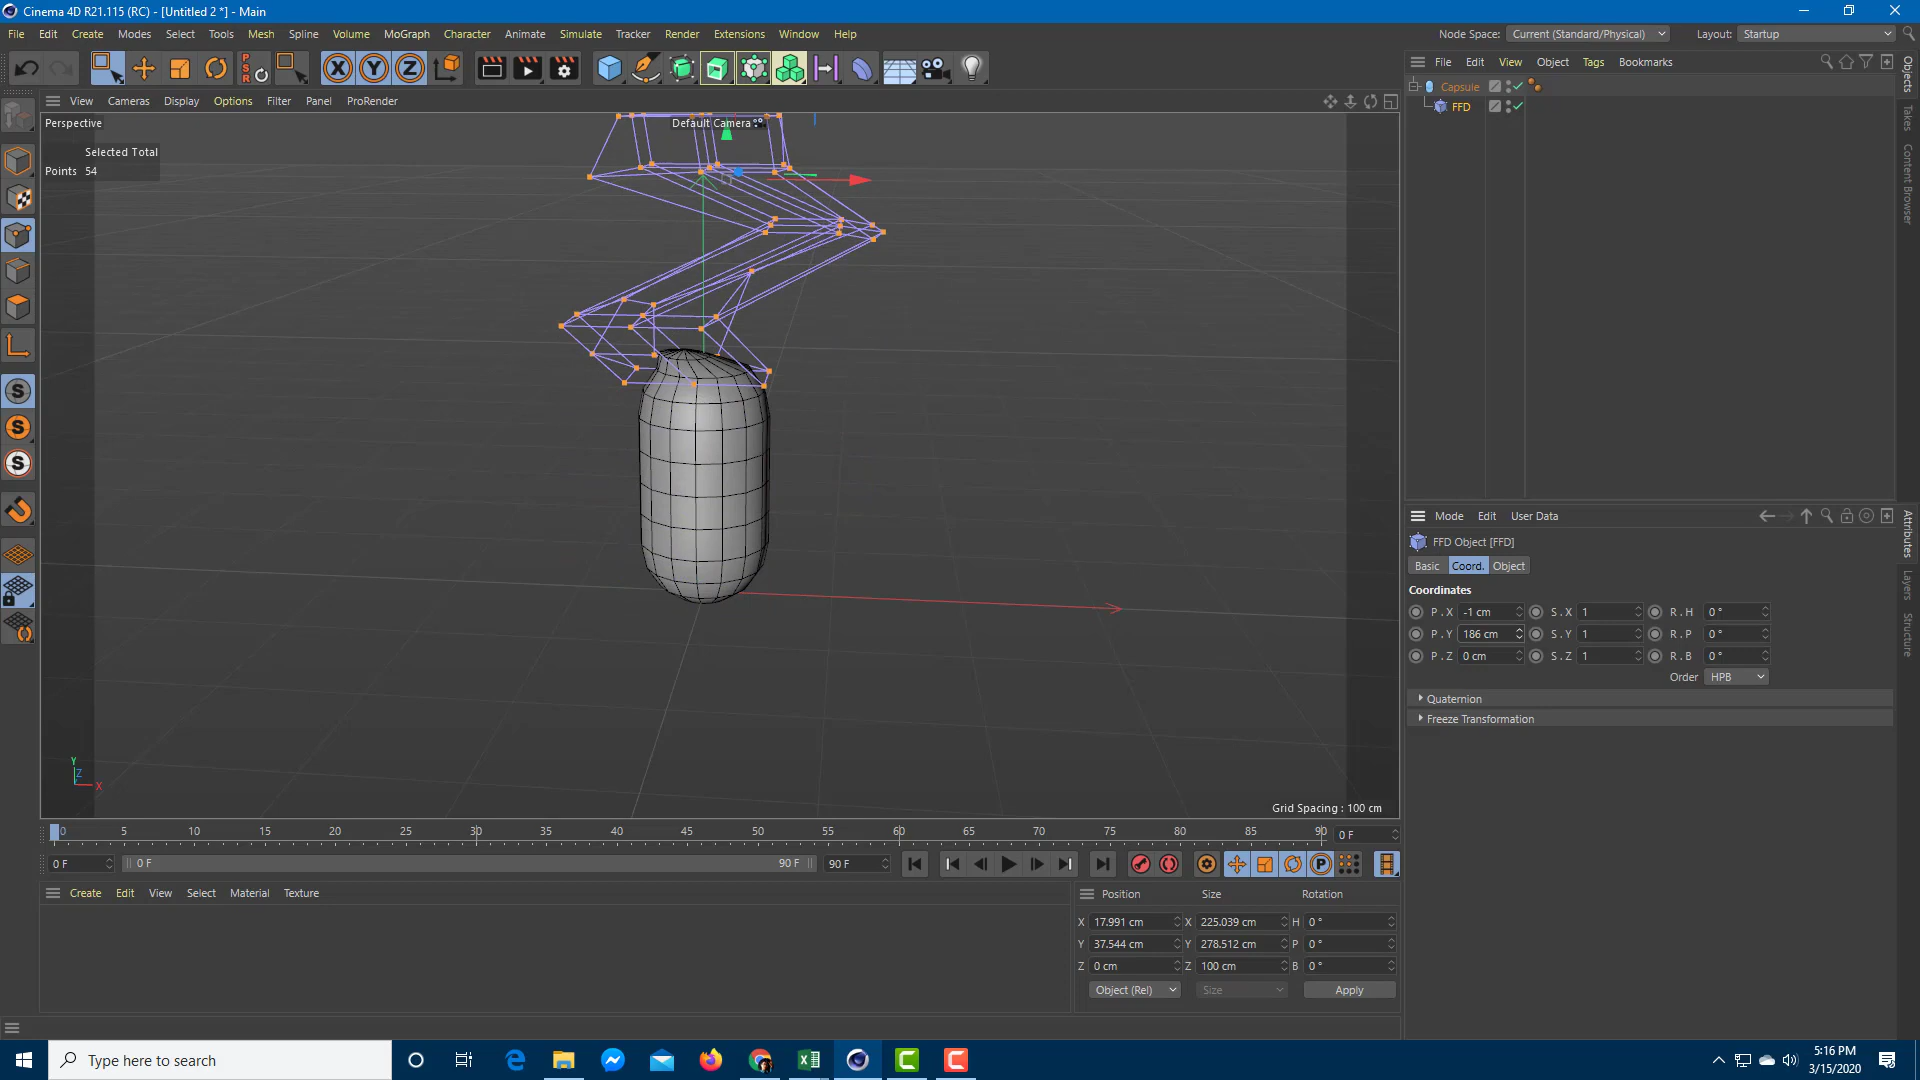 Cinema 4D R21.115 (RC) - [Untitled 2 *] - Main
File Edit Create Modes Select Tools Mesh Spline Volume MoGraph Character Animate Simulate Tracker Render Extensions Window Help
Node Space: Current (Standard/Physical) Layout: Startup
X Y Z PSR
File Edit View Object Tags Bookmarks
View Cameras Display Options Filter Panel ProRender
Capsule
FFD
Perspective
Default Camera
Selected Total
Points 54
Objects
Takes
Content Browser
Mode Edit User Data
FFD Object [FFD]
Basic Coord. Object
Coordinates
P . X -1 cm S . X 1 R . H 0 °
P . Y 186 cm S . Y 1 R . P 0 °
P . Z 0 cm S . Z 1 R . B 0 °
Order HPB
Quaternion
Freeze Transformation
Attributes
Layers
Structure
S
S
S
Y
Z
X
Grid Spacing : 100 cm
0 5 10 15 20 25 30 35 40 45 50 55 60 65 70 75 80 85 90 0 F
0 F 0 F 90 F 90 F P
Create Edit View Select Material Texture
Position Size Rotation
X 17.991 cm X 225.039 cm H 0 °
Y 37.544 cm Y 278.512 cm P 0 °
Z 0 cm Z 100 cm B 0 °
Object (Rel) Size Apply
Type here to search
5:16 PM
3/15/2020